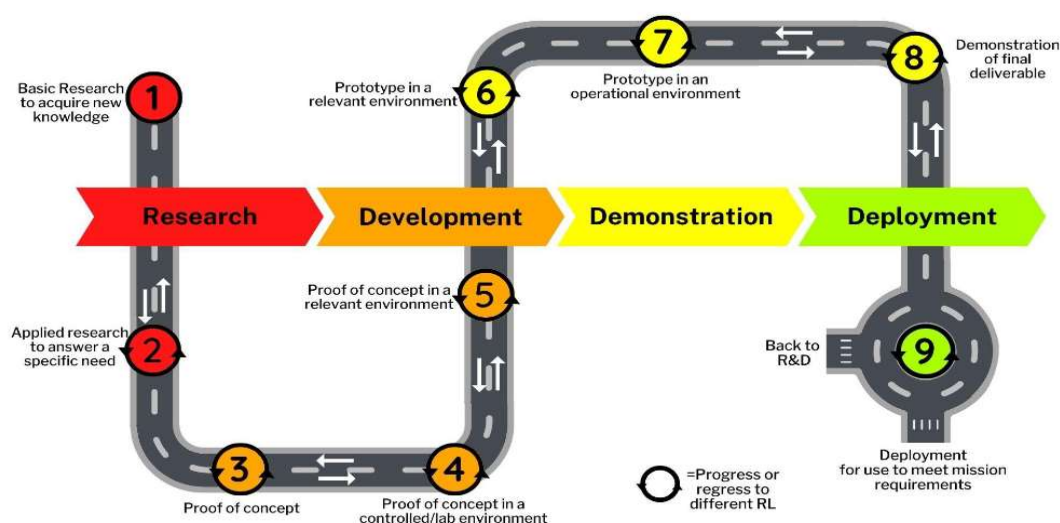 1
Basic Research
to acquire new
knowledge
2
Applied research
to answer a
specific need
3
Proof of concept
4
Proof of concept in a
controlled/lab environment
5
Proof of concept in a
relevant environment
6
Prototype in a
relevant environment
7
Prototype in an
operational environment
8
Demonstration
of final
deliverable
Research
Development
Demonstration
Deployment
9
Back to
R&D
Deployment
for use to meet mission
requirements
=Progress or
regress to
different RL